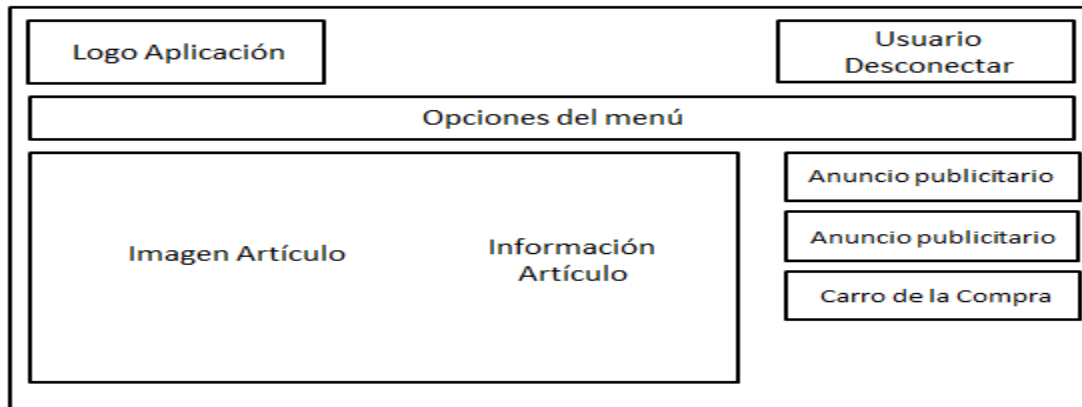 Logo Aplicación
Usuario
Desconectar
Opciones del menú
Imagen Artículo
Información
Artículo
Anuncio publicitario
Anuncio publicitario
Carro de la Compra